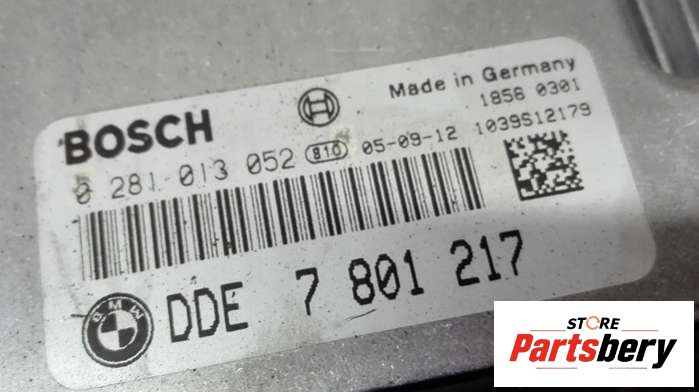 BOSCH
Made in Germany
1856 0301
0 281 013 052 810 05-09-12 1039S12179
BMW
DDE 7 801 217
STORE
Partsbery